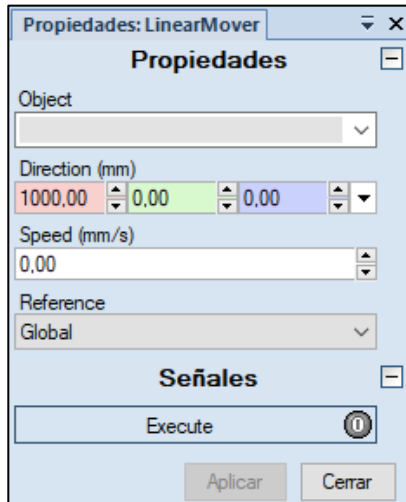 Propiedades: LinearMover
Propiedades
Object
Direction (mm)
1000,00 0,00 0,00
Speed (mm/s)
0,00
Reference
Global
Señales
Execute
Aplicar Cerrar